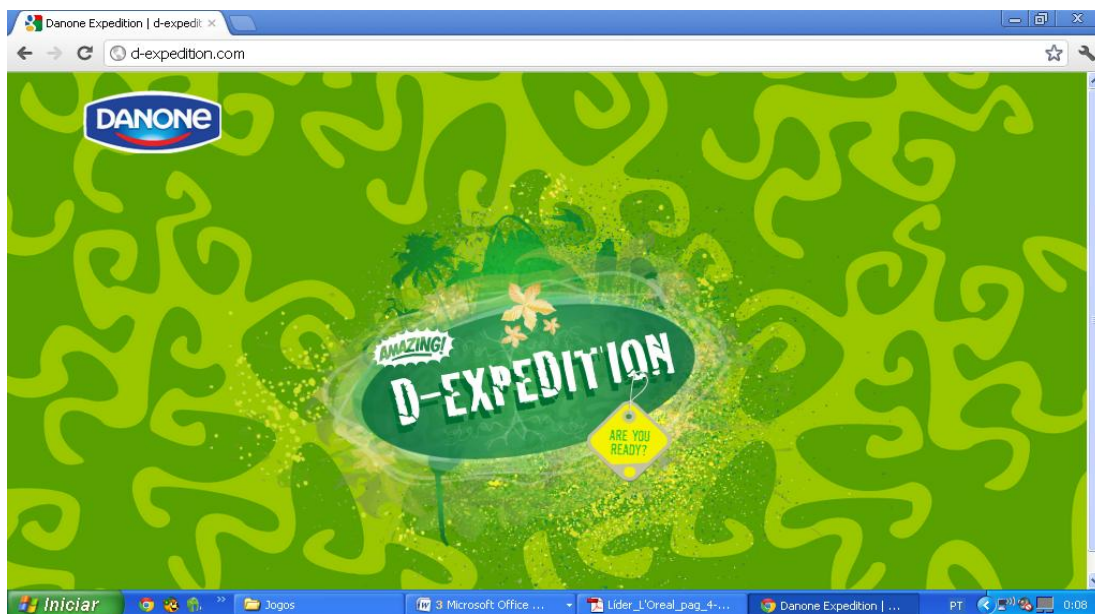 Danone Expedition | d-expedit
d-expedition.com
DANONE
AMAZING!
D-EXPEDITION
ARE YOU
READY?
Iniciar
Jogos
3 Microsoft Office ...
Líder_L'Oreal_pag_4-...
Danone Expedition | ...
PT
0:08